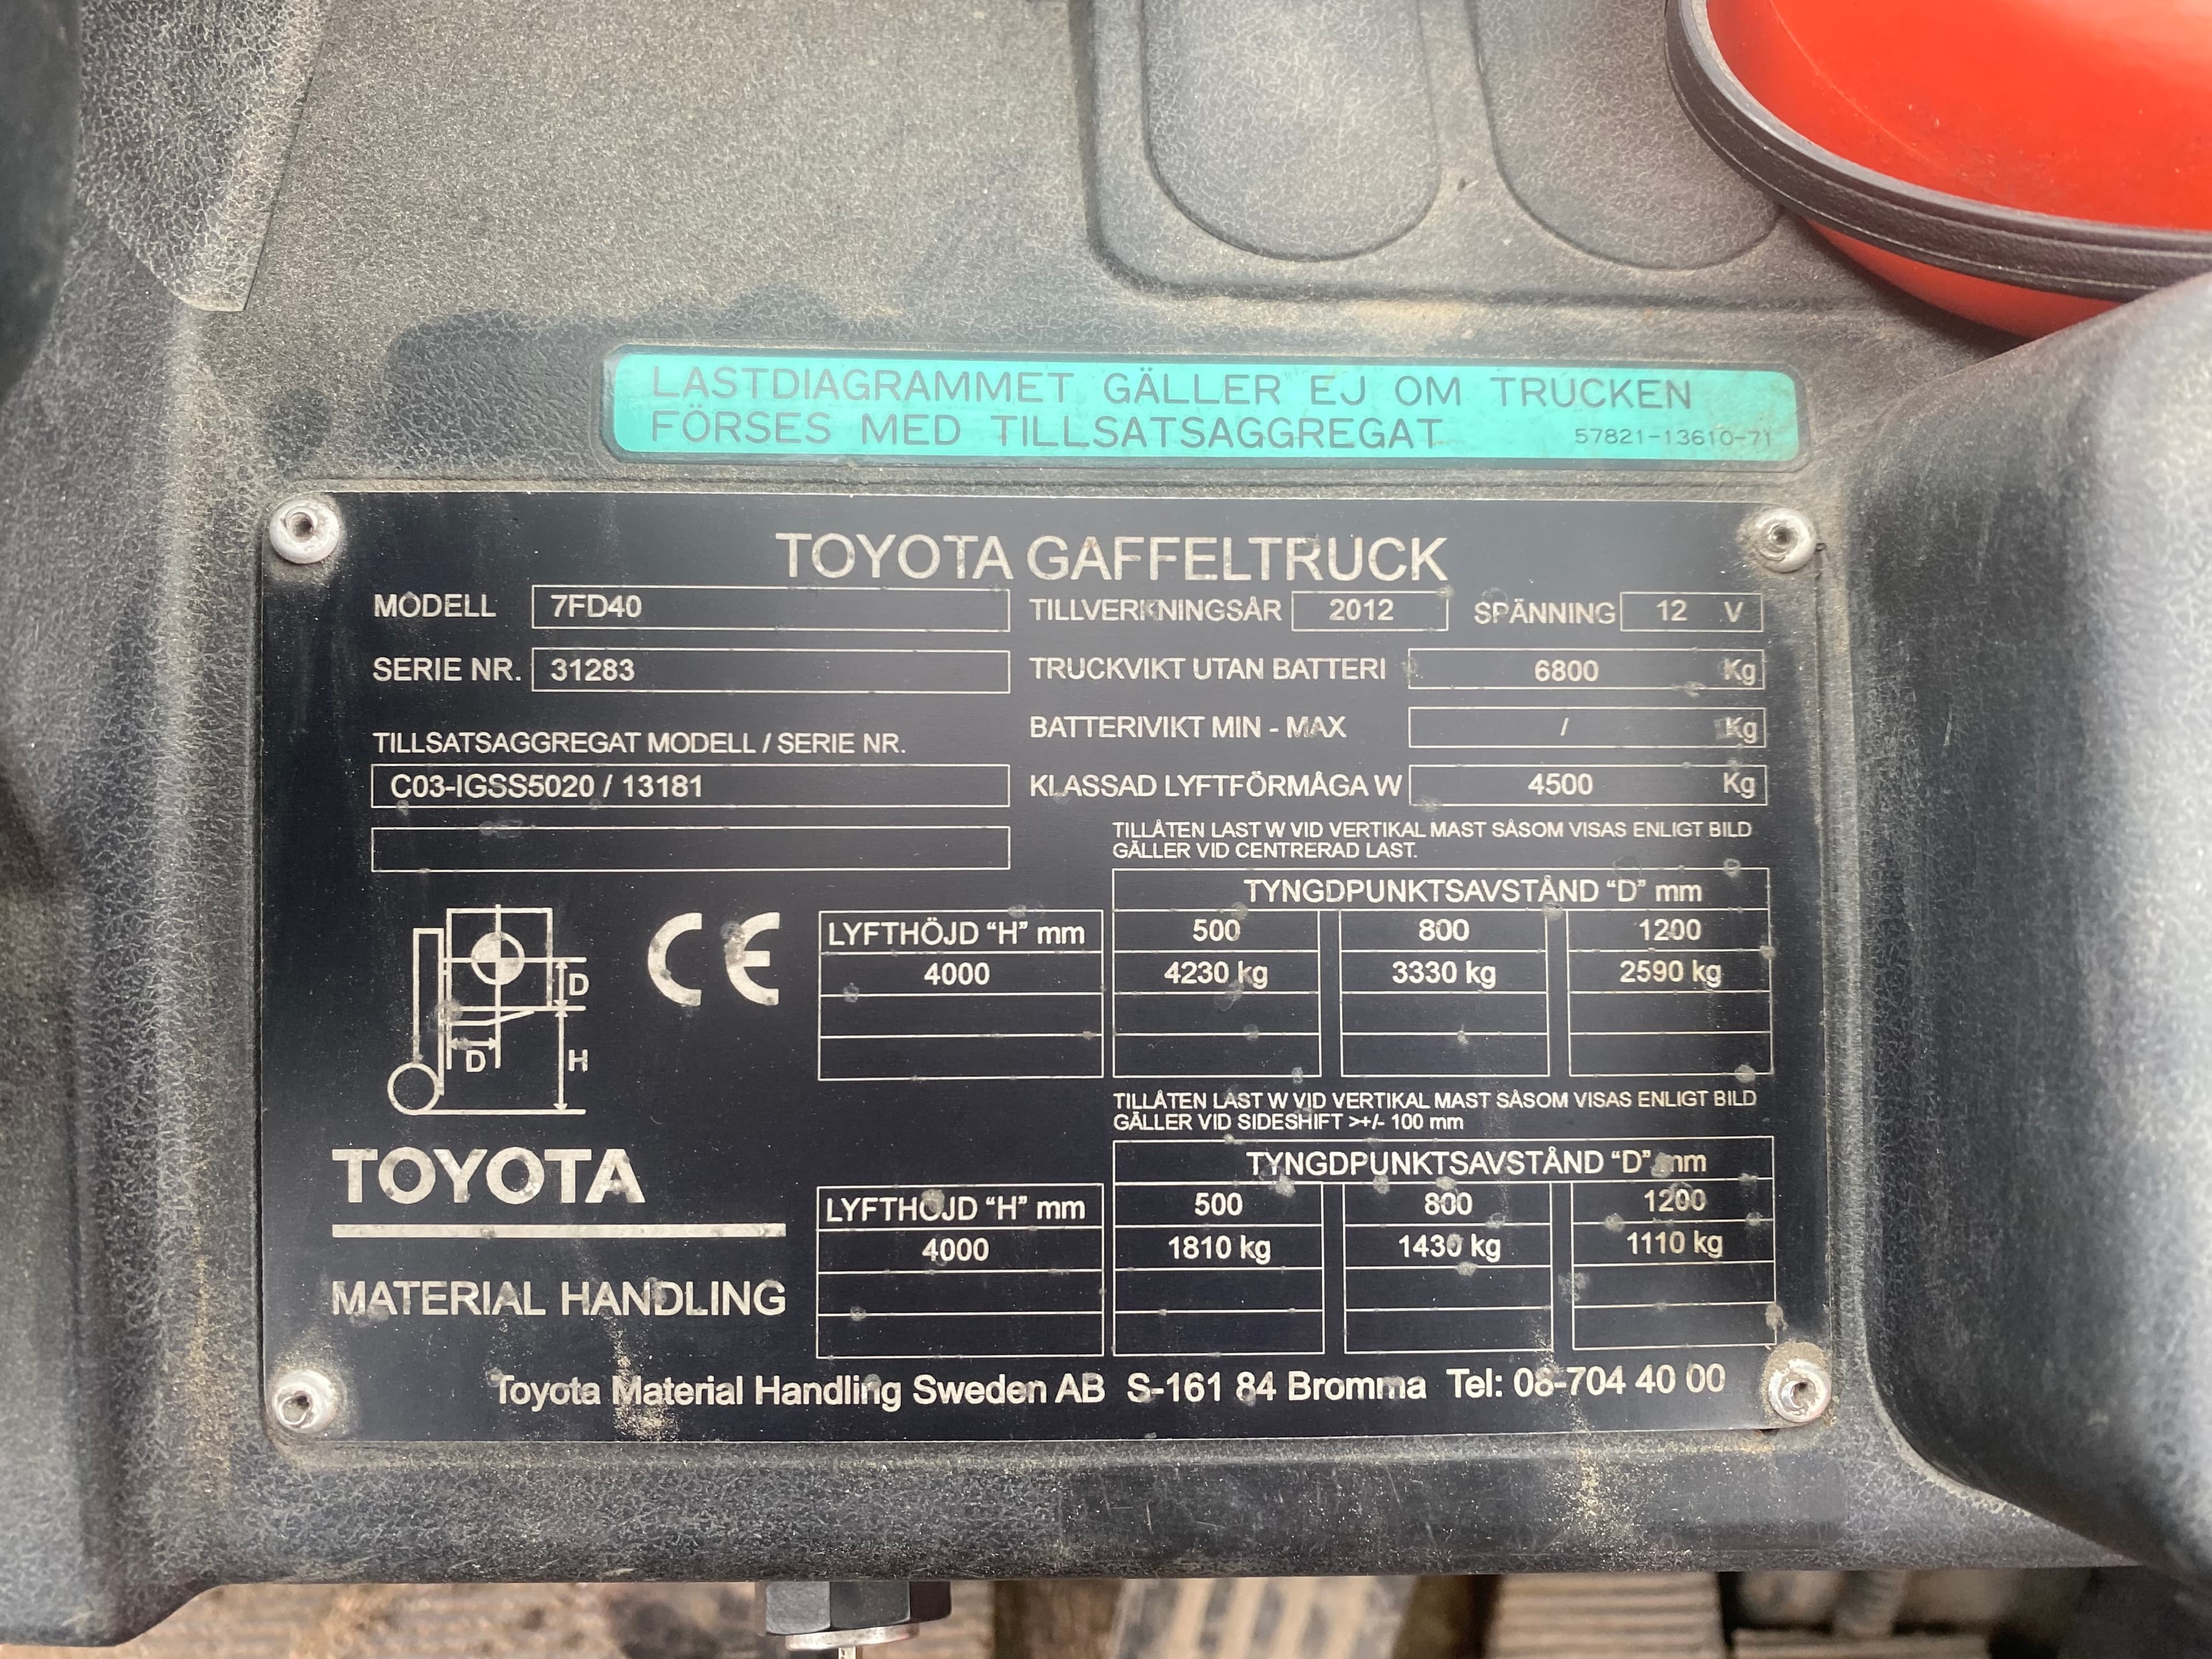 LASTDIAGRAMMET GÄLLER EJ OM TRUCKEN
FÖRSES MED TILLSATSAGGREGAT 57821-13610-71
TOYOTA GAFFELTRUCK
MODELL 7FD40 TILLVERKNINGSÅR 2012 SPÄNNING 12 V
SERIE NR. 31283 TRUCKVIKT UTAN BATTERI 6800 Kg
BATTERIVIKT MIN - MAX / Kg
TILLSATSAGGREGAT MODELL / SERIE NR.
C03-IGSS5020 / 13181 KLASSAD LYFTFÖRMÅGA W 4500 Kg
TILLÅTEN LAST W VID VERTIKAL MAST SÅSOM VISAS ENLIGT BILD
GÄLLER VID CENTRERAD LAST.
TYNGDPUNKTSAVSTÅND “D” mm
LYFTHÖJD “H” mm 500 800 1200
4000 4230 kg 3330 kg 2590 kg
D
D H
CE
TILLÅTEN LAST W VID VERTIKAL MAST SÅSOM VISAS ENLIGT BILD
GÄLLER VID SIDESHIFT >+/- 100 mm
TYNGDPUNKTSAVSTÅND “D” mm
LYFTHÖJD “H” mm 500 800 1200
4000 1810 kg 1430 kg 1110 kg
TOYOTA
MATERIAL HANDLING
Toyota Material Handling Sweden AB S-161 84 Bromma Tel: 08-704 40 00